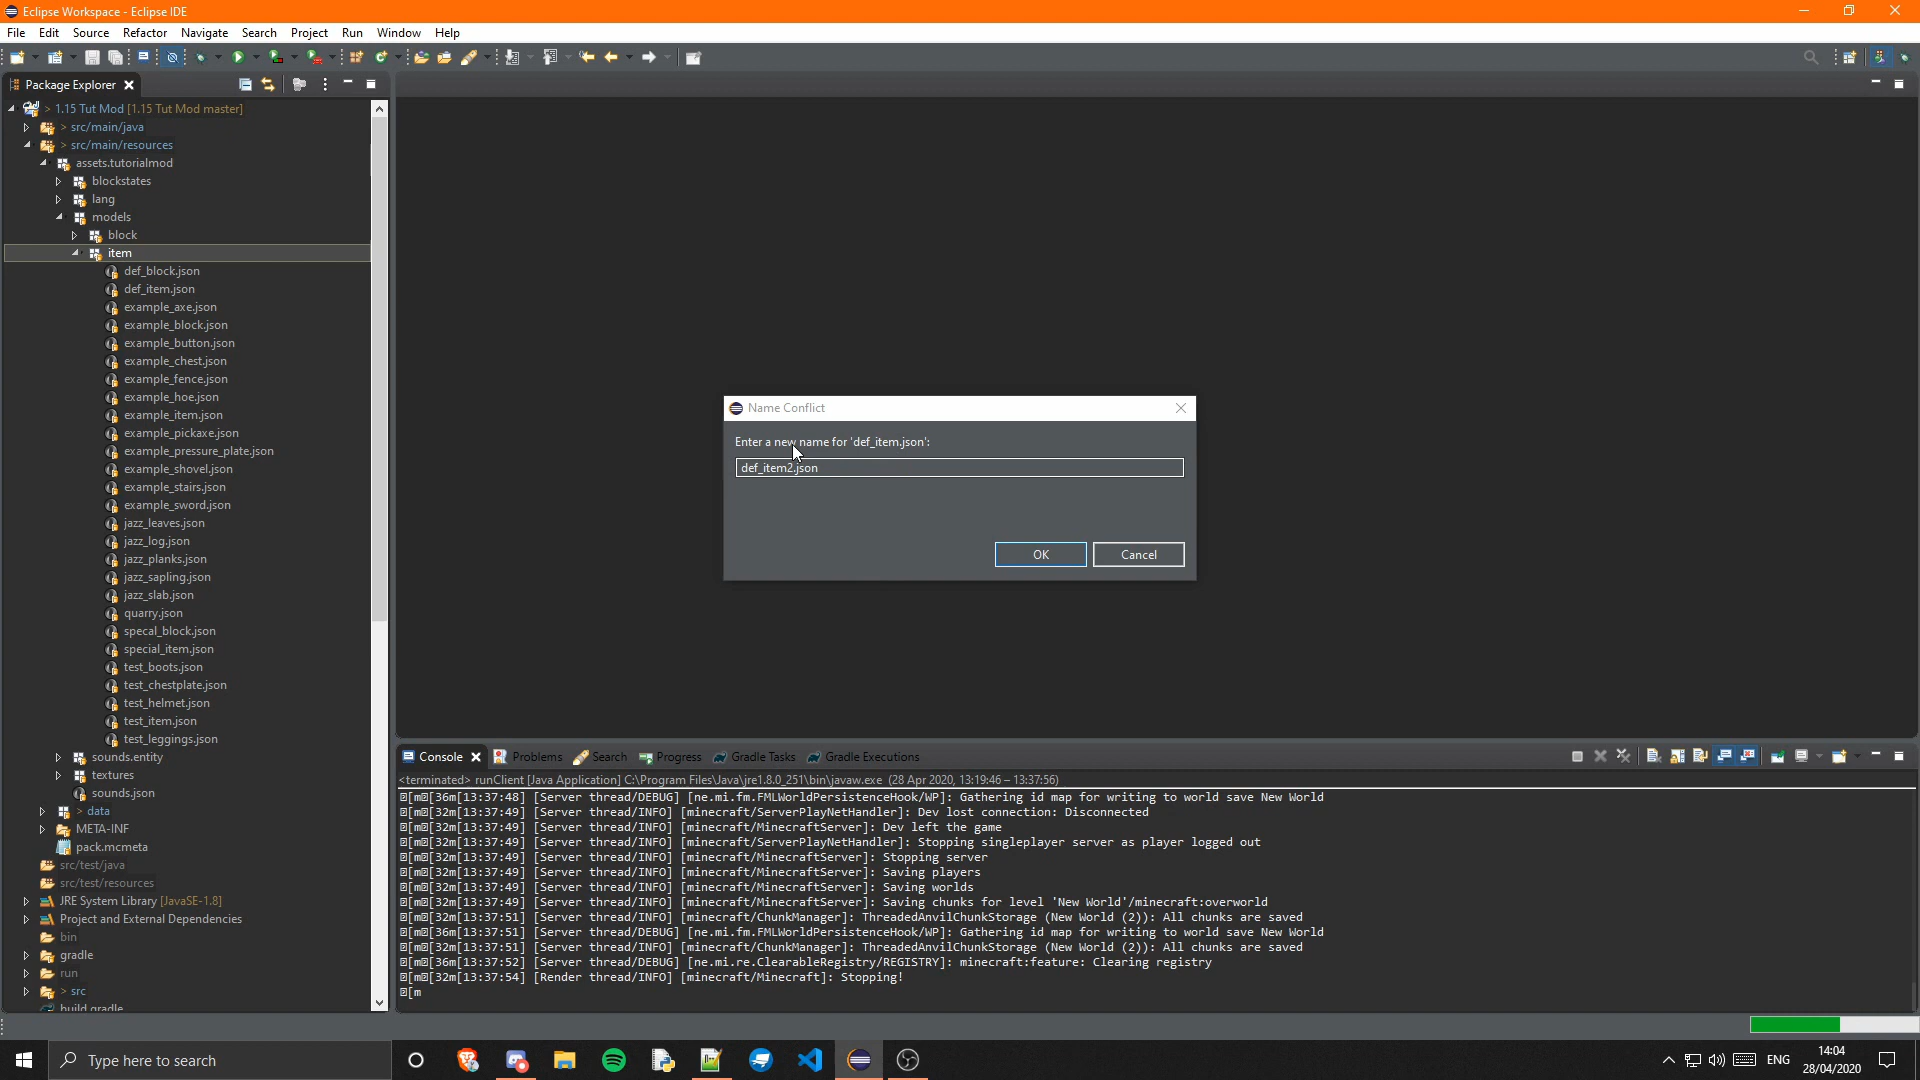 Eclipse Workspace - Eclipse IDE
File Edit Source Refactor Navigate Search Project Run Window Help
Package Explorer
> 1.15 Tut Mod [1.15 Tut Mod master]
> src/main/java
> src/main/resources
assets.tutorialmod
blockstates
lang
models
block
item
def_block.json
def_item.json
example_axe.json
example_block.json
example_button.json
example_chest.json
example_fence.json
example_hoe.json
example_item.json
example_pickaxe.json
example_pressure_plate.json
example_shovel.json
example_stairs.json
example_sword.json
jazz_leaves.json
jazz_log.json
jazz_planks.json
jazz_sapling.json
jazz_slab.json
quarry.json
specal_block.json
special_item.json
test_boots.json
test_chestplate.json
test_helmet.json
test_item.json
test_leggings.json
sounds.entity
textures
sounds.json
> data
META-INF
pack.mcmeta
src/test/java
src/test/resources
JRE System Library [JavaSE-1.8]
Project and External Dependencies
bin
gradle
run
> src
build.gradle
Name Conflict
Enter a new name for 'def_item.json':
def_item2.json
OK Cancel
Console Problems Search Progress Gradle Tasks Gradle Executions
<terminated> runClient [Java Application] C:\Program Files\Java\jre1.8.0_251\bin\javaw.exe (28 Apr 2020, 13:19:46 – 13:37:56)
[m[36m[13:37:48] [Server thread/DEBUG] [ne.mi.fm.FMLWorldPersistenceHook/WP]: Gathering id map for writing to world save New World
[m[32m[13:37:49] [Server thread/INFO] [minecraft/ServerPlayNetHandler]: Dev lost connection: Disconnected
[m[32m[13:37:49] [Server thread/INFO] [minecraft/MinecraftServer]: Dev left the game
[m[32m[13:37:49] [Server thread/INFO] [minecraft/ServerPlayNetHandler]: Stopping singleplayer server as player logged out
[m[32m[13:37:49] [Server thread/INFO] [minecraft/MinecraftServer]: Stopping server
[m[32m[13:37:49] [Server thread/INFO] [minecraft/MinecraftServer]: Saving players
[m[32m[13:37:49] [Server thread/INFO] [minecraft/MinecraftServer]: Saving worlds
[m[32m[13:37:49] [Server thread/INFO] [minecraft/MinecraftServer]: Saving chunks for level 'New World'/minecraft:overworld
[m[32m[13:37:51] [Server thread/INFO] [minecraft/ChunkManager]: ThreadedAnvilChunkStorage (New World (2)): All chunks are saved
[m[36m[13:37:51] [Server thread/DEBUG] [ne.mi.fm.FMLWorldPersistenceHook/WP]: Gathering id map for writing to world save New World
[m[32m[13:37:51] [Server thread/INFO] [minecraft/ChunkManager]: ThreadedAnvilChunkStorage (New World (2)): All chunks are saved
[m[36m[13:37:52] [Server thread/DEBUG] [ne.mi.re.ClearableRegistry/REGISTRY]: minecraft:feature: Clearing registry
[m[32m[13:37:54] [Render thread/INFO] [minecraft/Minecraft]: Stopping!
[m
Type here to search
ENG
14:04
28/04/2020